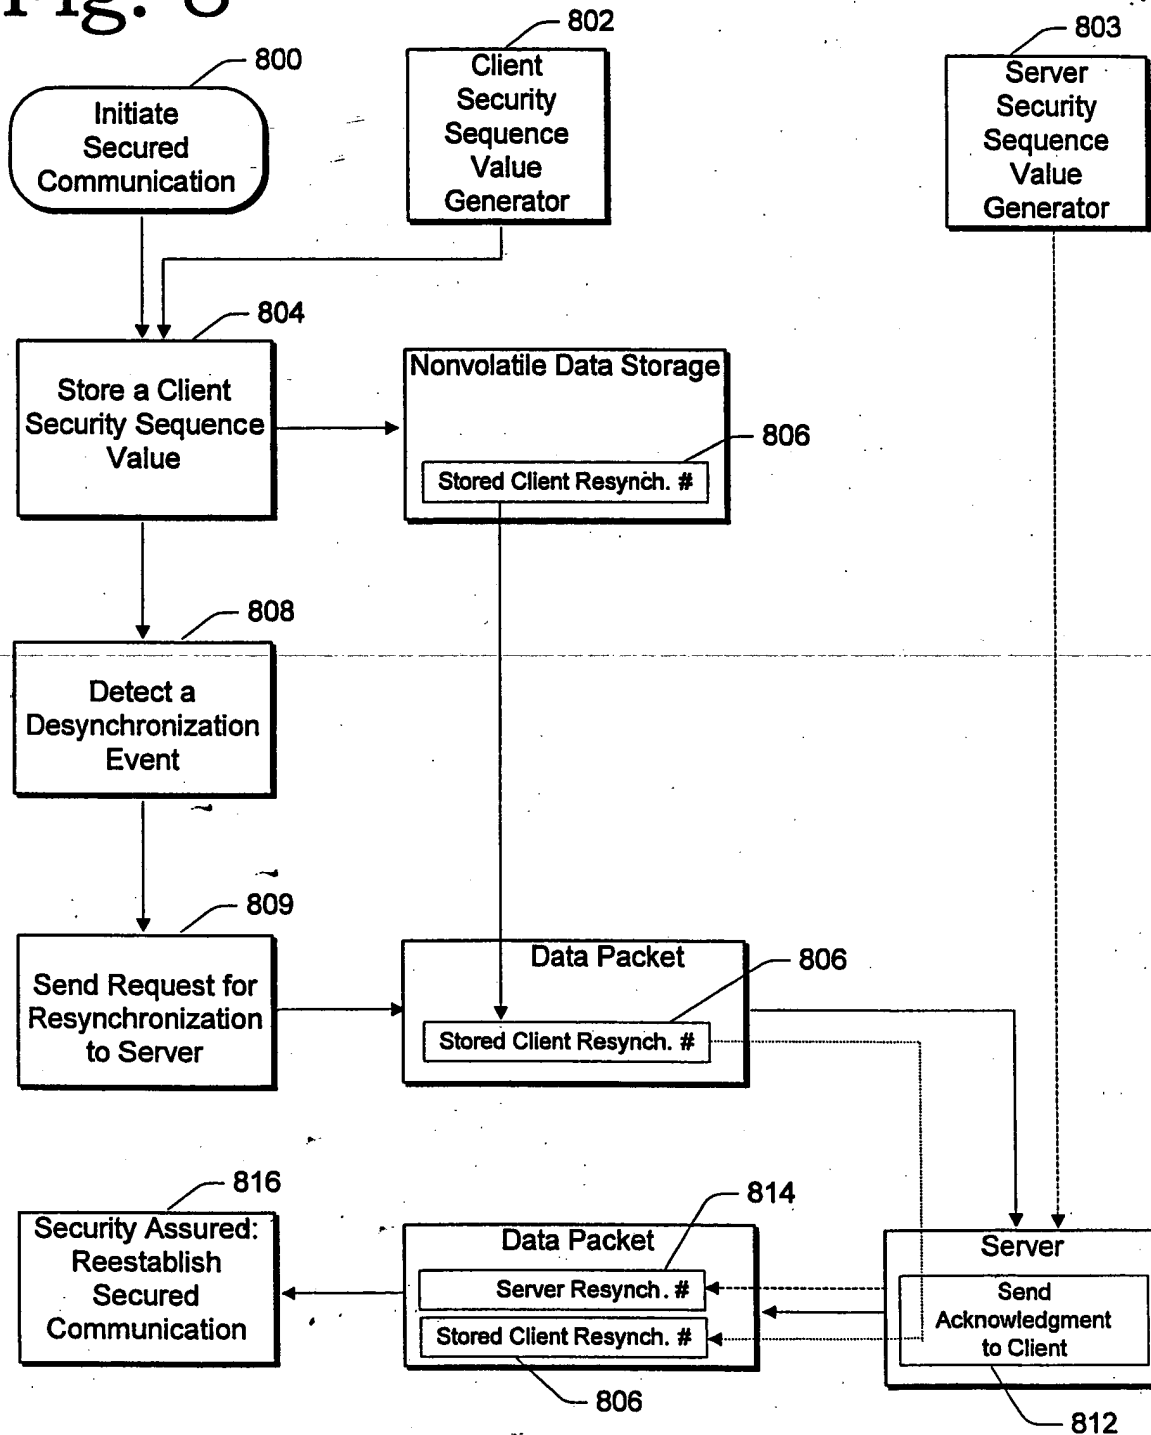 Fig. 8
800
802
803
Initiate
Secured
Communication
Client
Security
Sequence
Value
Generator
Server
Security
Sequence
Value
Generator
804
Store a Client
Security Sequence
Value
Nonvolatile Data Storage
806
Stored Client Resynch. #
808
Detect a
Desynchronization
Event
809
Send Request for
Resynchronization
to Server
Data Packet
806
Stored Client Resynch. #
816
Security Assured:
Reestablish
Secured
Communication
814
Data Packet
Server Resynch. #
Stored Client Resynch. #
806
Server
Send
Acknowledgment
to Client
812